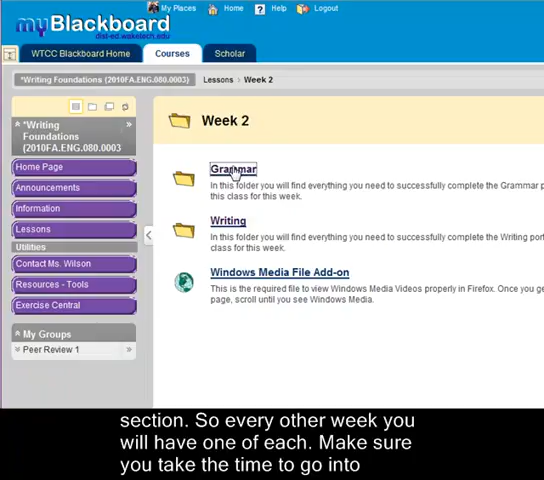 My Places Home Help Logout
myBlackboard
dist-ed.waketech.edu
WTCC Blackboard Home Courses Scholar
*Writing Foundations (2010FA.ENG.080.0003) Lessons > Week 2
Week 2
*Writing
Foundations
(2010FA.ENG.080.0003
Home Page
Announcements
Information
Lessons
Utilities
Contact Ms. Wilson
Resources - Tools
Exercise Central
My Groups
Peer Review 1
Grammar
In this folder you will find everything you need to successfully complete the Grammar p
this class for this week.
Writing
In this folder you will find everything you need to successfully complete the Writing port
class for this week.
Windows Media File Add-on
This is the required file to view Windows Media Videos properly in Firefox. Once you ge
page, scroll until you see Windows Media.
section. So every other week you
will have one of each. Make sure
you take the time to go into